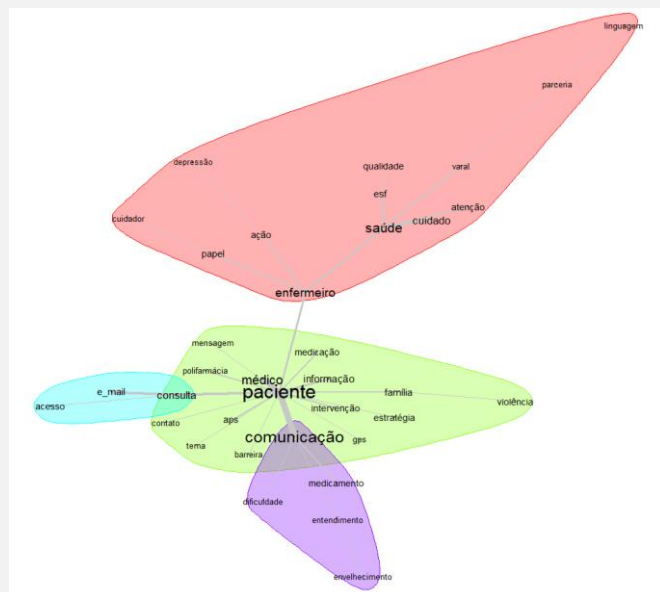 linguagem
parceria
depressão
qualidade
varal
esf
atenção
cuidador
cuidado
saúde
ação
papel
enfermeiro
mensagem
medicação
polifarmácia
médico
informação
e_mail
consulta
paciente
família
acesso
violência
intervenção
contato
aps
estratégia
comunicação
gps
tema
barreira
medicamento
dificuldade
entendimento
envelhecimento